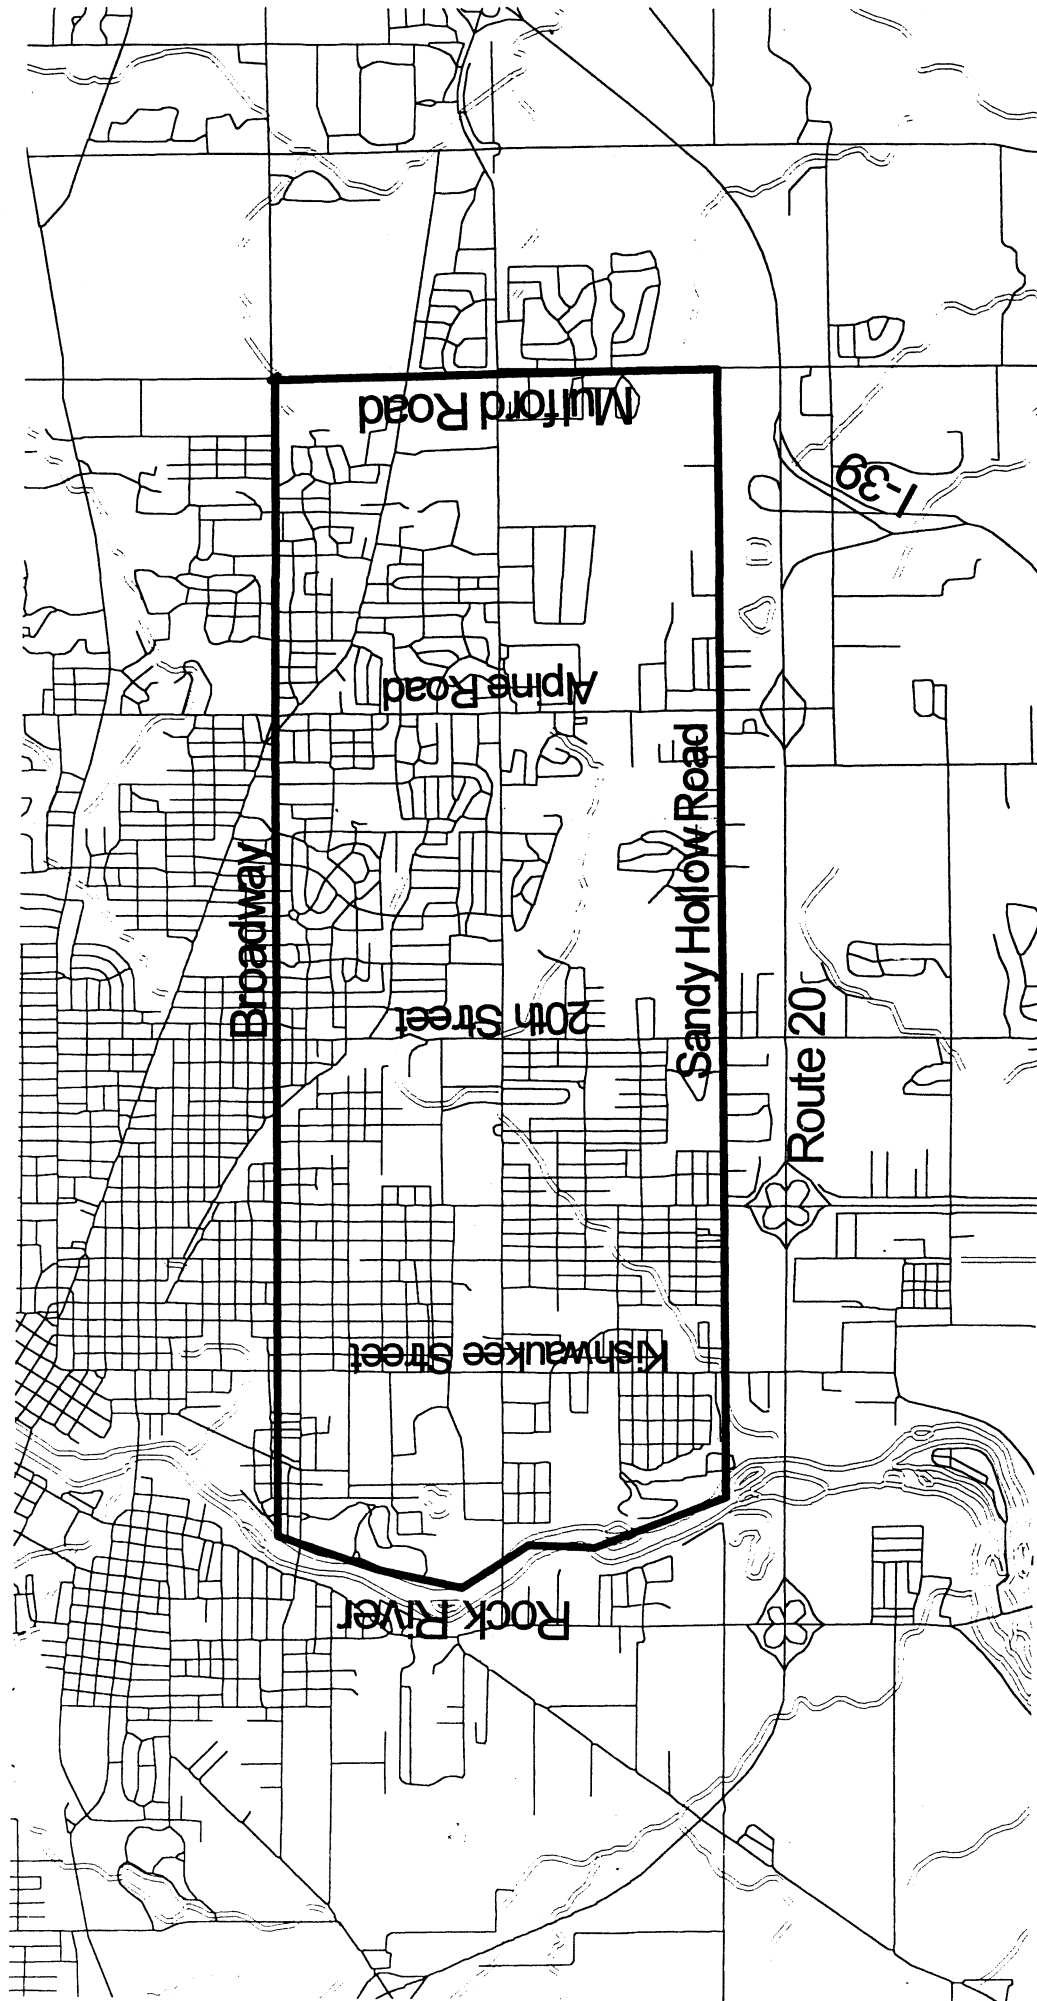 Mulford Road
I-39
Alpine Road
Broadway
Sandy Hollow Road
20th Street
Route 20
Kishwaukee Street
Rock River